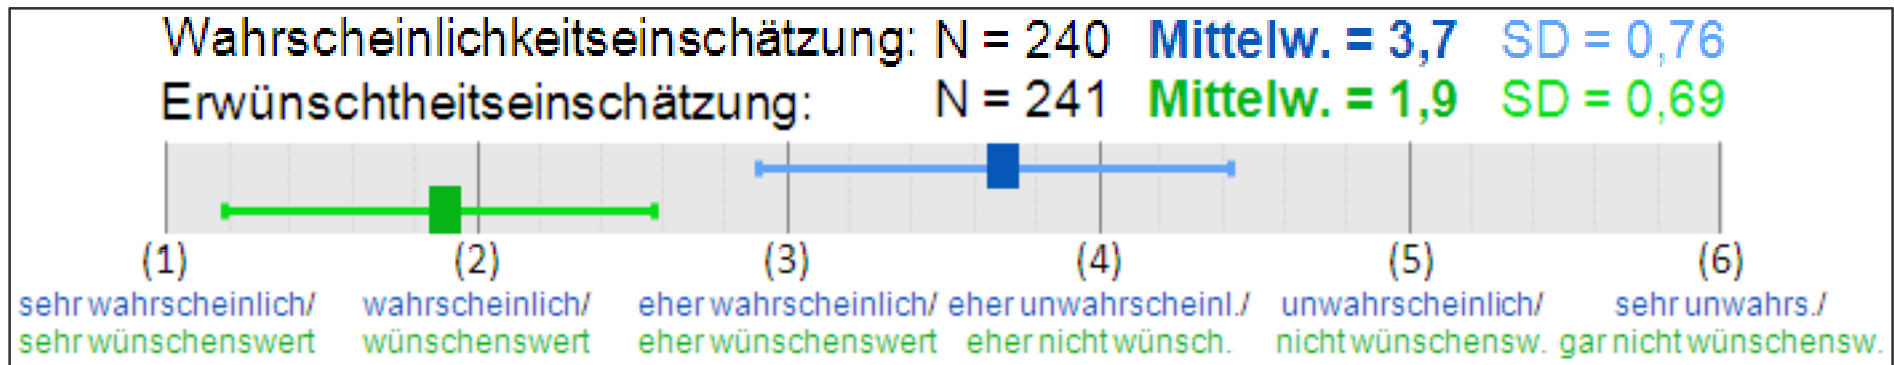 Wahrscheinlichkeitseinschätzung: N = 240 Mittelw. = 3,7 SD = 0,76
Erwünschtheitseinschätzung: N = 241 Mittelw. = 1,9 SD = 0,69
(1) (2) (3) (4) (5) (6)
sehr wahrscheinlich/ wahrscheinlich/ eher wahrscheinlich/ eher unwahrscheinl./ unwahrscheinlich/ sehr unwahrs./
sehr wünschenswert wünschenswert eher wünschenswert eher nicht wünsch. nicht wünschensw. gar nicht wünschensw.